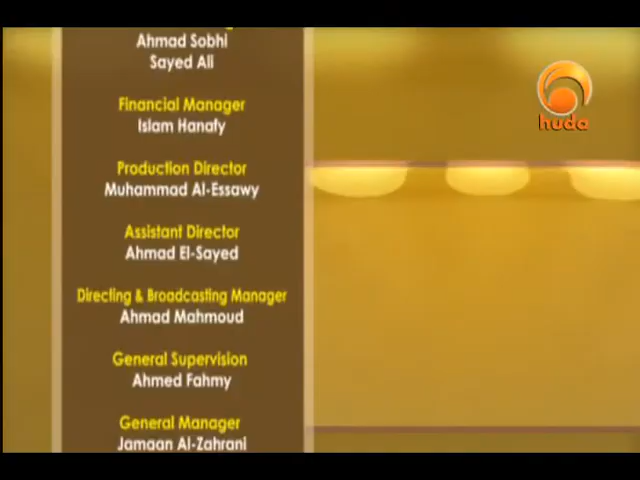 Ahmad Sobhi
Sayed Ali
Financial Manager
Islam Hanafy
Production Director
Muhammad Al-Essawy
Assistant Director
Ahmad El-Sayed
Directing & Broadcasting Manager
Ahmad Mahmoud
General Supervision
Ahmed Fahmy
General Manager
Jamaan Al-Zahrani
huda